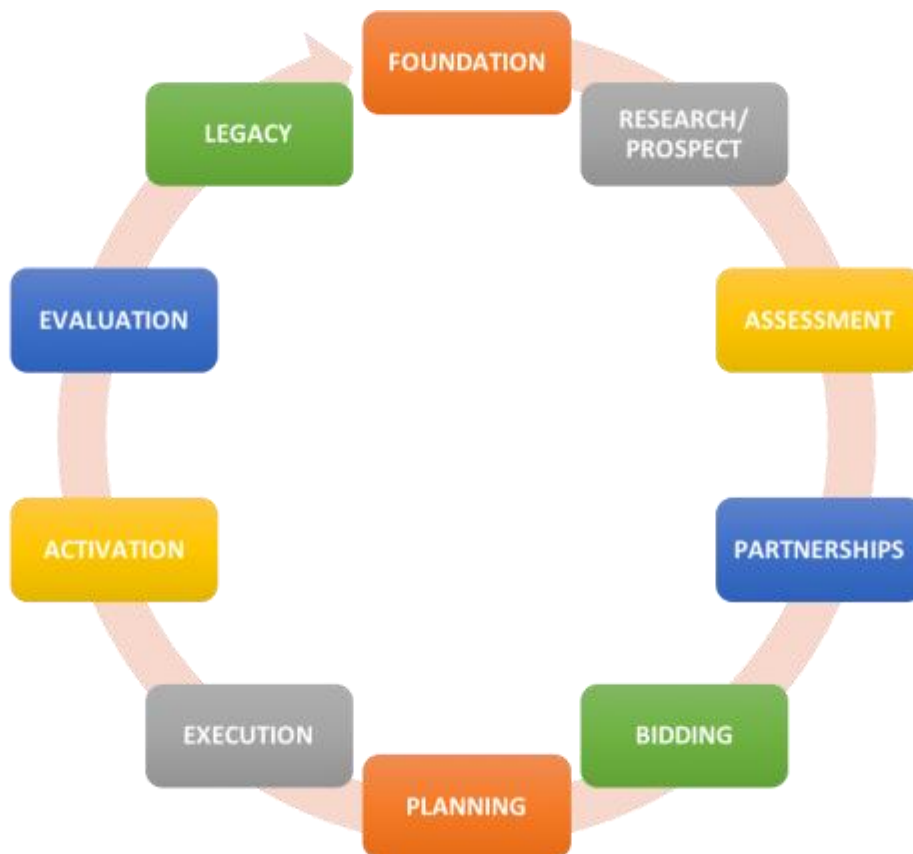 FOUNDATION
RESEARCH/
PROSPECT
ASSESSMENT
PARTNERSHIPS
BIDDING
PLANNING
EXECUTION
ACTIVATION
EVALUATION
LEGACY